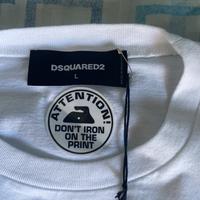 DSQUARED2
L
ATTENTION!
DON'T IRON
ON THE
PRINT